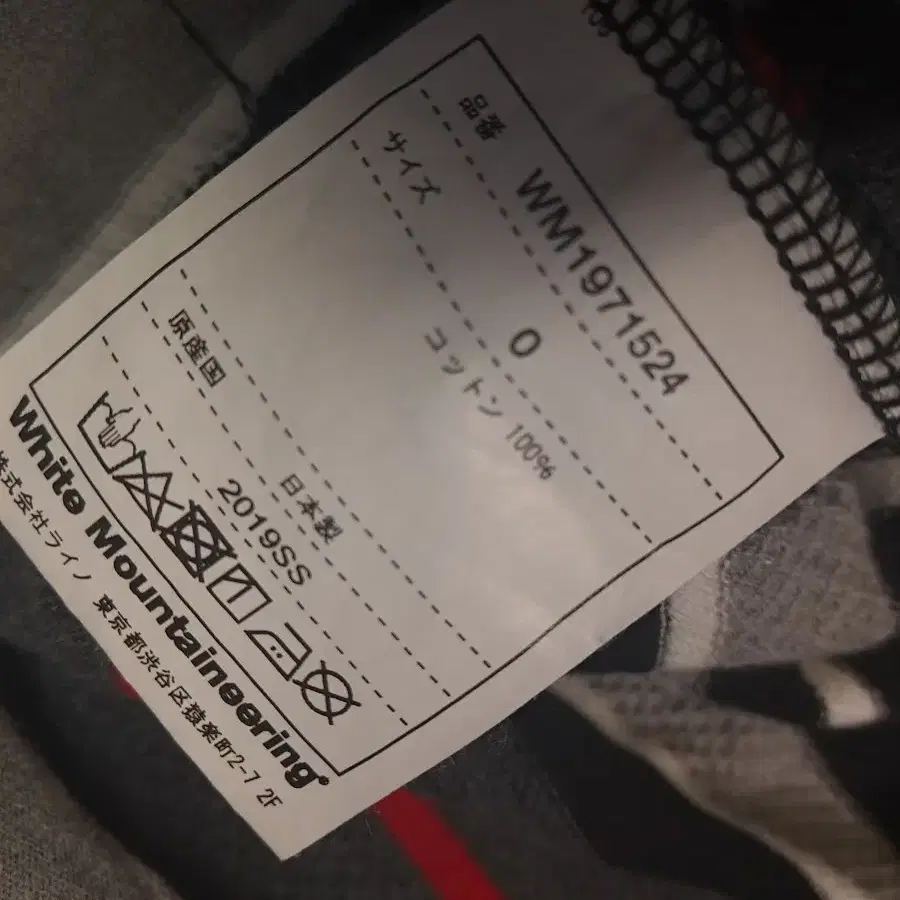 品番 WM1971524
サイズ 0
コットン 100%
原産国 日本製
2019SS
White Mountaineering
株式会社ライノ 東京都渋谷区猿楽町2-7 2F